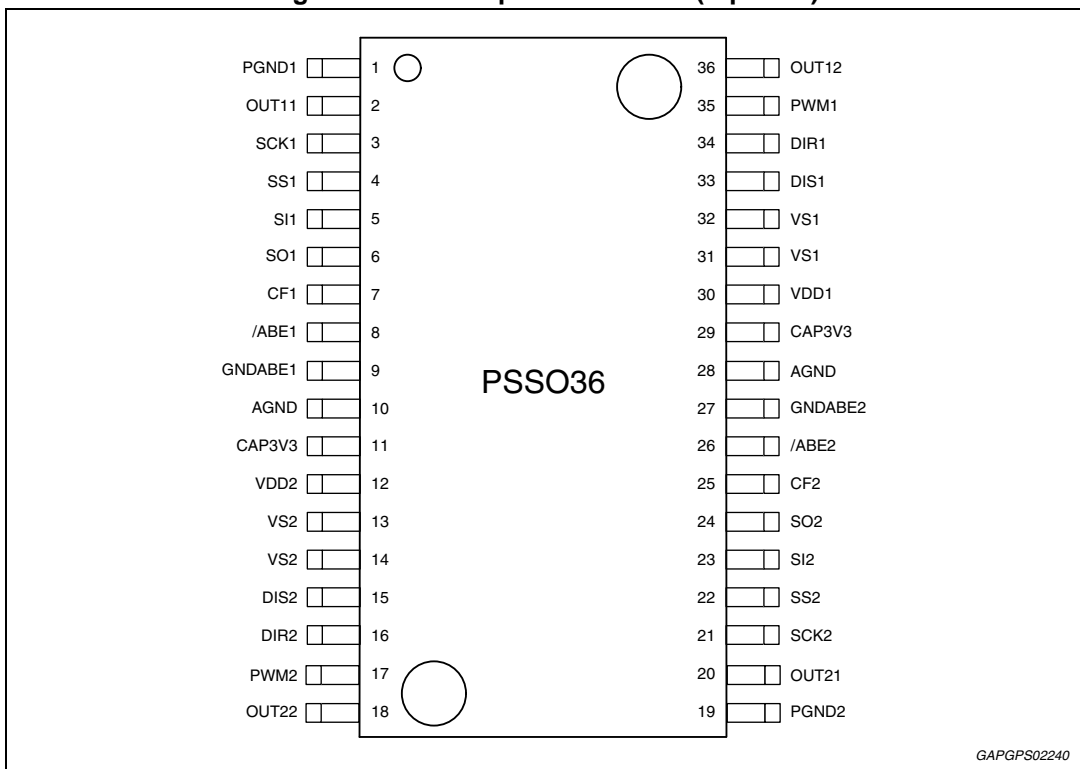 PGND1 1 36 OUT12
OUT11 2 35 PWM1
SCK1 3 34 DIR1
SS1 4 33 DIS1
SI1 5 32 VS1
SO1 6 31 VS1
CF1 7 30 VDD1
/ABE1 8 29 CAP3V3
GNDABE1 9 28 AGND
PSSO36
AGND 10 27 GNDABE2
CAP3V3 11 26 /ABE2
VDD2 12 25 CF2
VS2 13 24 SO2
VS2 14 23 SI2
DIS2 15 22 SS2
DIR2 16 21 SCK2
PWM2 17 20 OUT21
OUT22 18 19 PGND2
GAPGPS02240